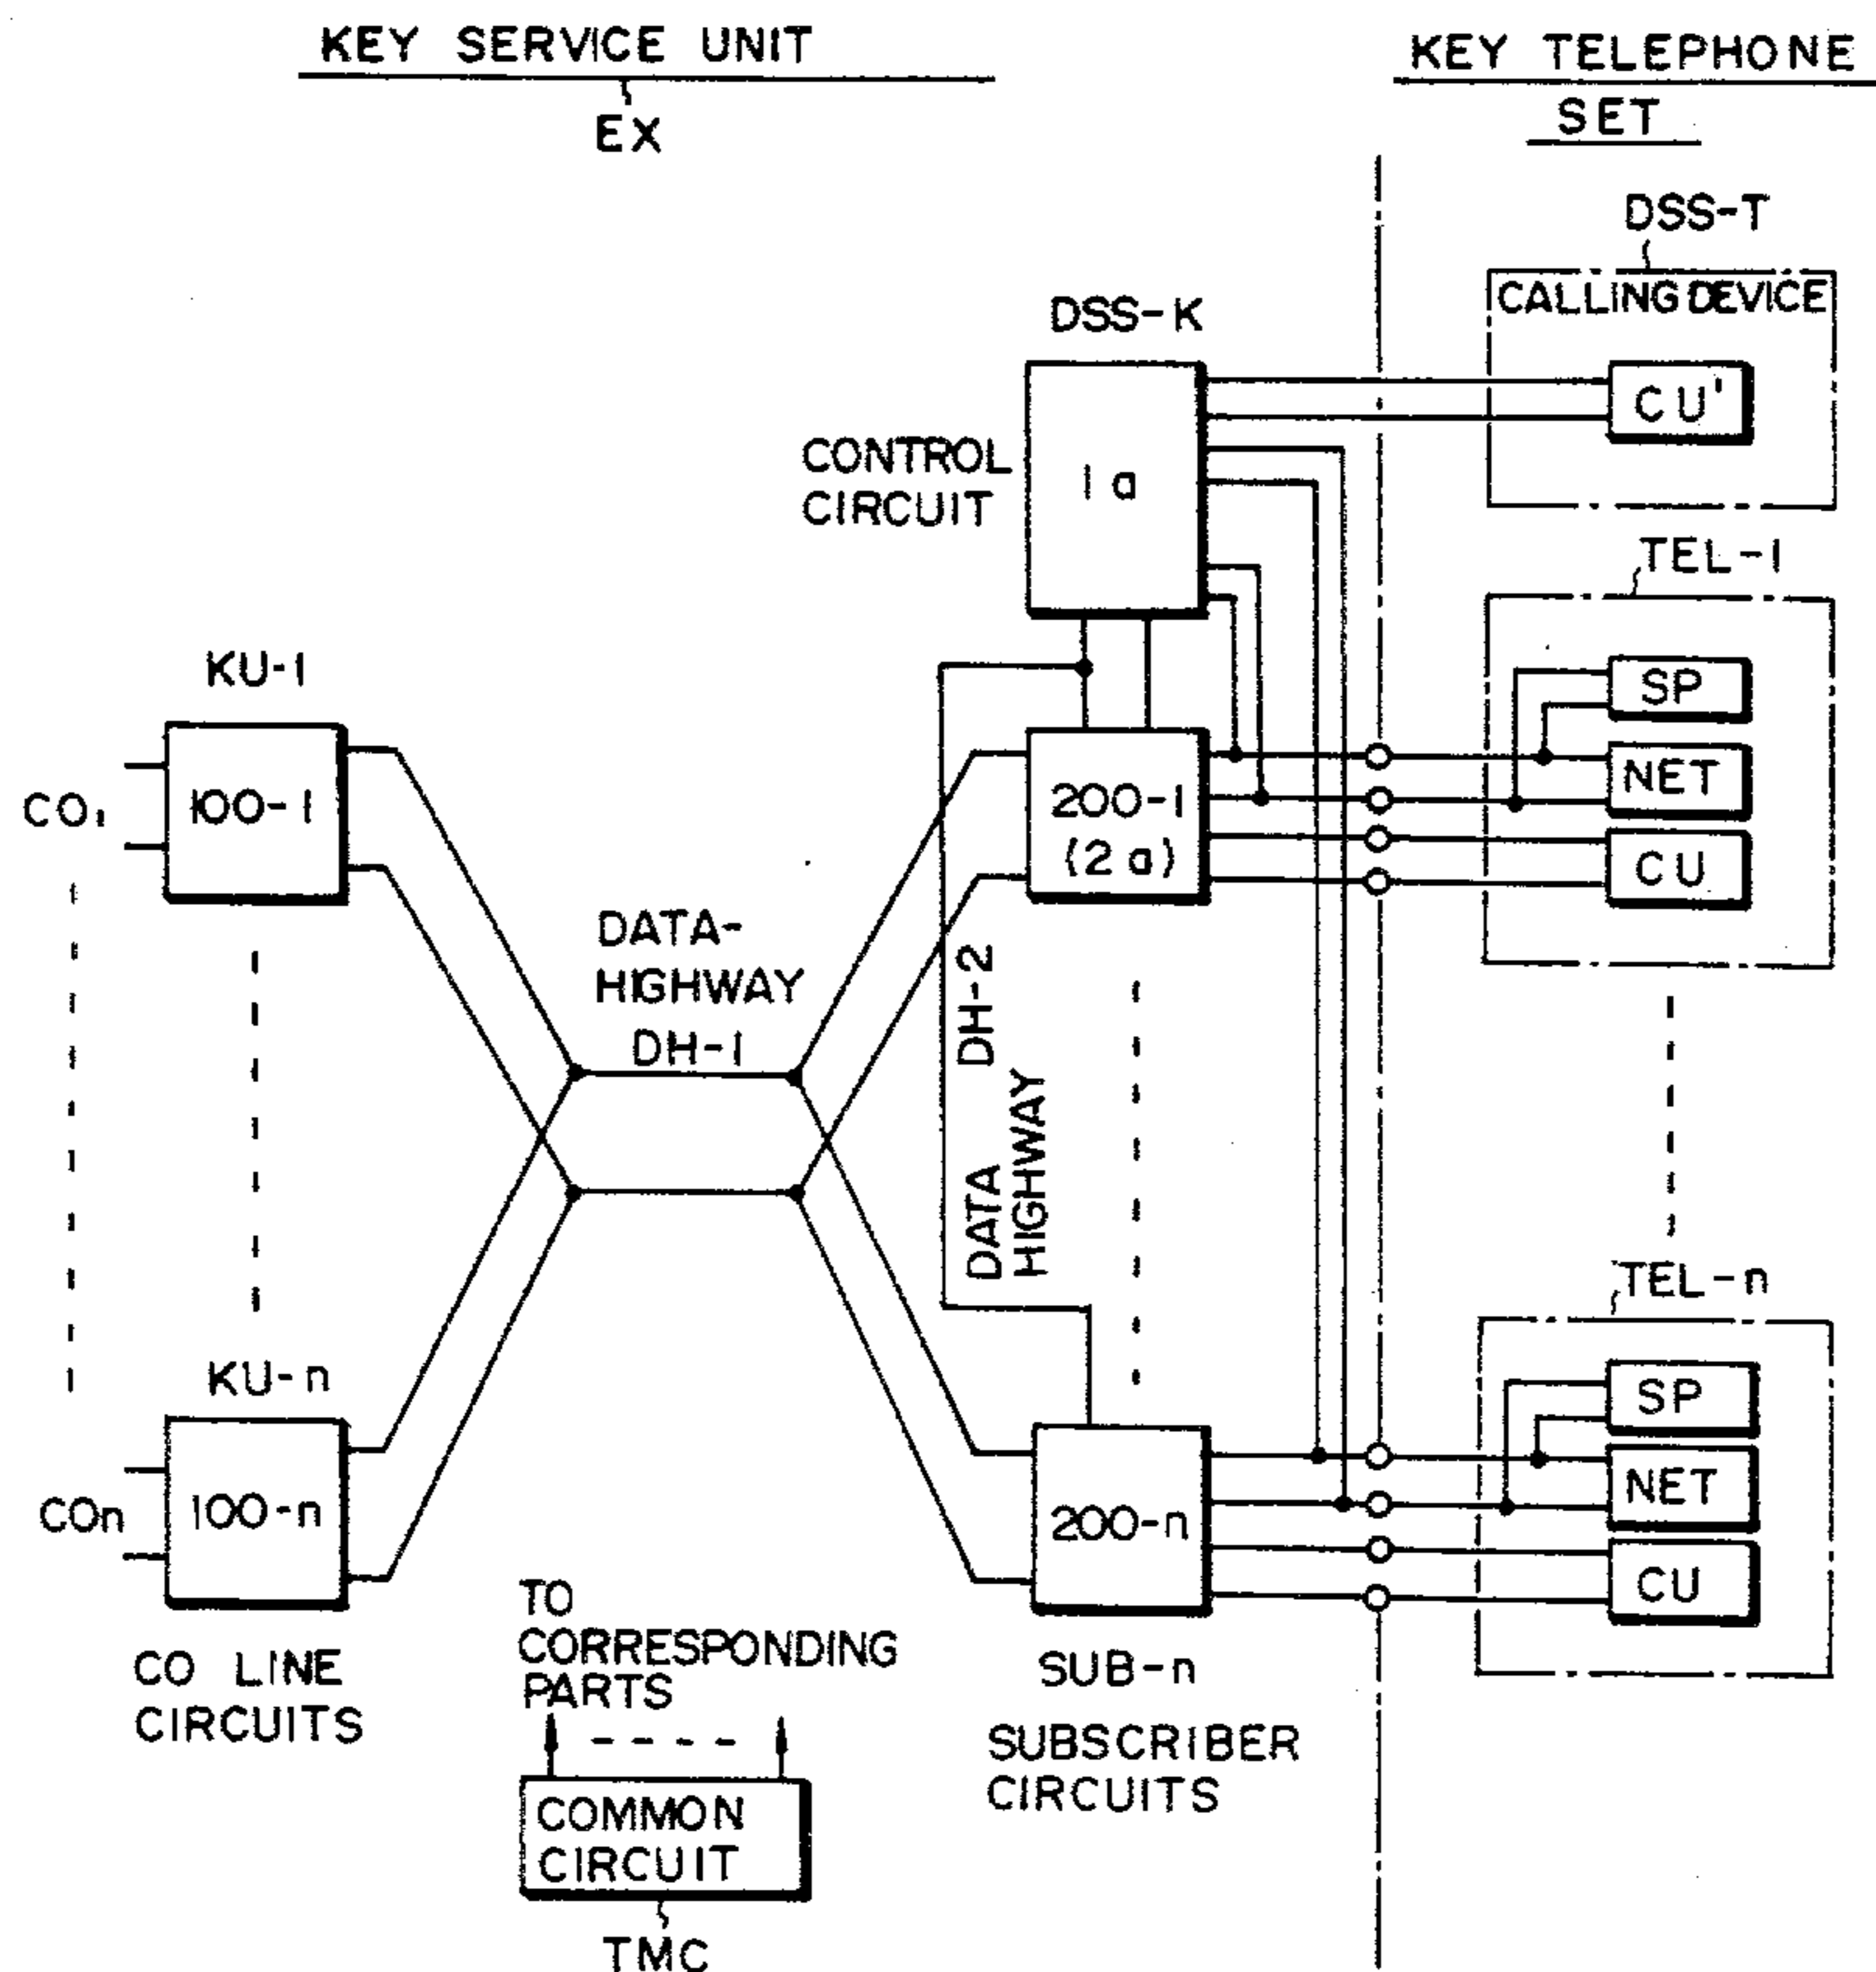 KEY SERVICE UNIT
EX
KEY TELEPHONE
SET
DSS-T
CALLING DEVICE
CU'
DSS-K
CONTROL
CIRCUIT
1a
TEL-1
SP
NET
CU
KU-1
100-1
CO1
200-1
(2a)
DATA-
HIGHWAY
DH-1
DH-2
DATA
HIGHWAY
TEL-n
SP
NET
CU
KU-n
100-n
COn
200-n
CO LINE
CIRCUITS
TO
CORRESPONDING
PARTS
SUB-n
SUBSCRIBER
CIRCUITS
COMMON
CIRCUIT
TMC